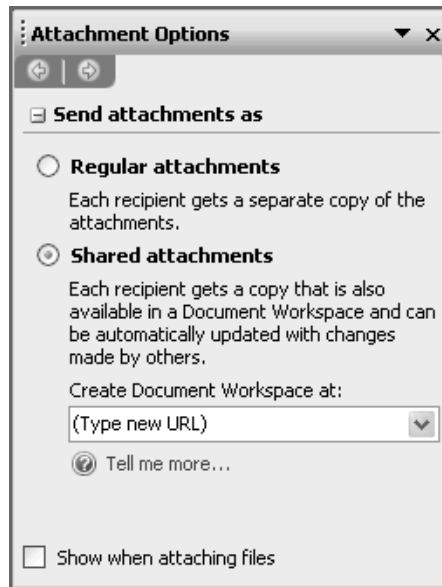 Attachment Options
Send attachments as
Regular attachments
Each recipient gets a separate copy of the
attachments.
Shared attachments
Each recipient gets a copy that is also
available in a Document Workspace and can
be automatically updated with changes
made by others.
Create Document Workspace at:
(Type new URL)
Tell me more...
Show when attaching files